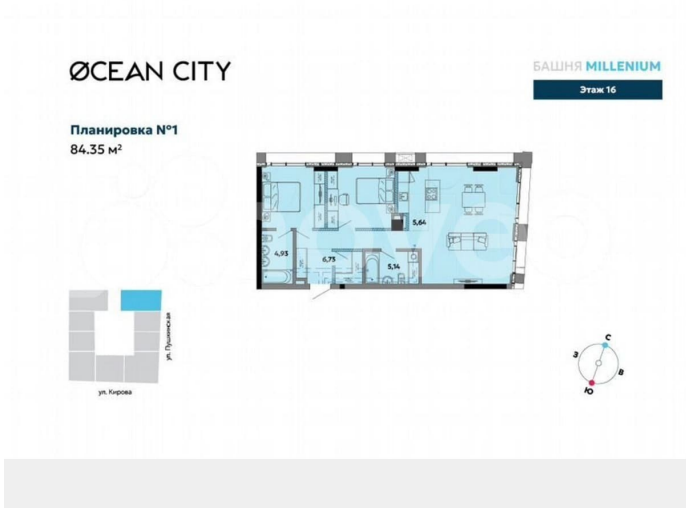 ØCEAN CITY
БАШНЯ MILLENIUM
Этаж 16
Планировка №1
84.35 м²
5,64
4,93
6,73
5,14
ул. Пушкинская
ул. Кирова
С
З
В
Ю